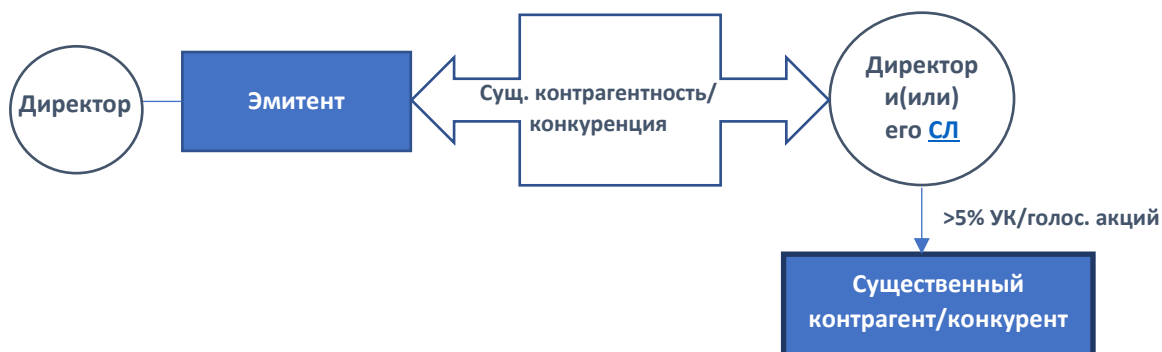 Директор
Эмитент
Сущ. контрагентность/
конкуренция
Директор
и(или)
его СЛ
>5% УК/голос. акций
Существенный
контрагент/конкурент